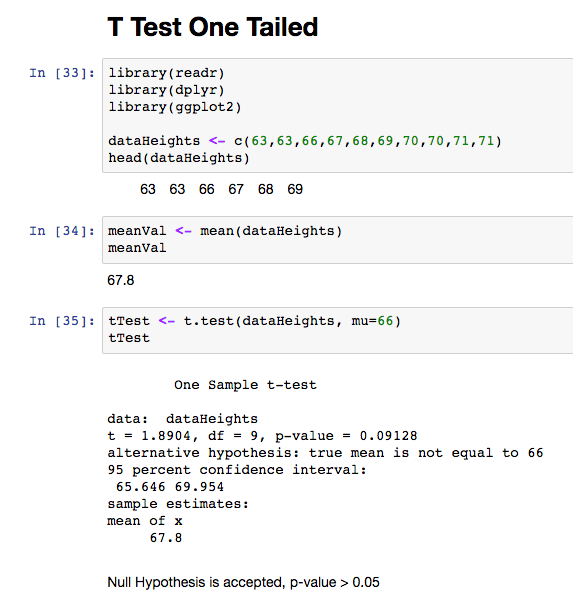 T Test One Tailed
In [33]: library(readr)
library(dplyr)
library(ggplot2)
dataHeights <- c(63,63,66,67,68,69,70,70,71,71)
head(dataHeights)
63 63 66 67 68 69
In [34]: meanVal <- mean(dataHeights)
meanVal
67.8
In [35]: tTest <- t.test(dataHeights, mu=66)
tTest
One Sample t-test
data: dataHeights
t = 1.8904, df = 9, p-value = 0.09128
alternative hypothesis: true mean is not equal to 66
95 percent confidence interval:
65.646 69.954
sample estimates:
mean of x
67.8
Null Hypothesis is accepted, p-value > 0.05